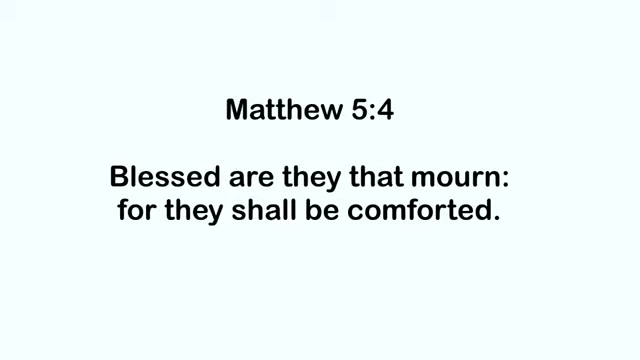 Matthew 5:4
Blessed are they that mourn:
for they shall be comforted.